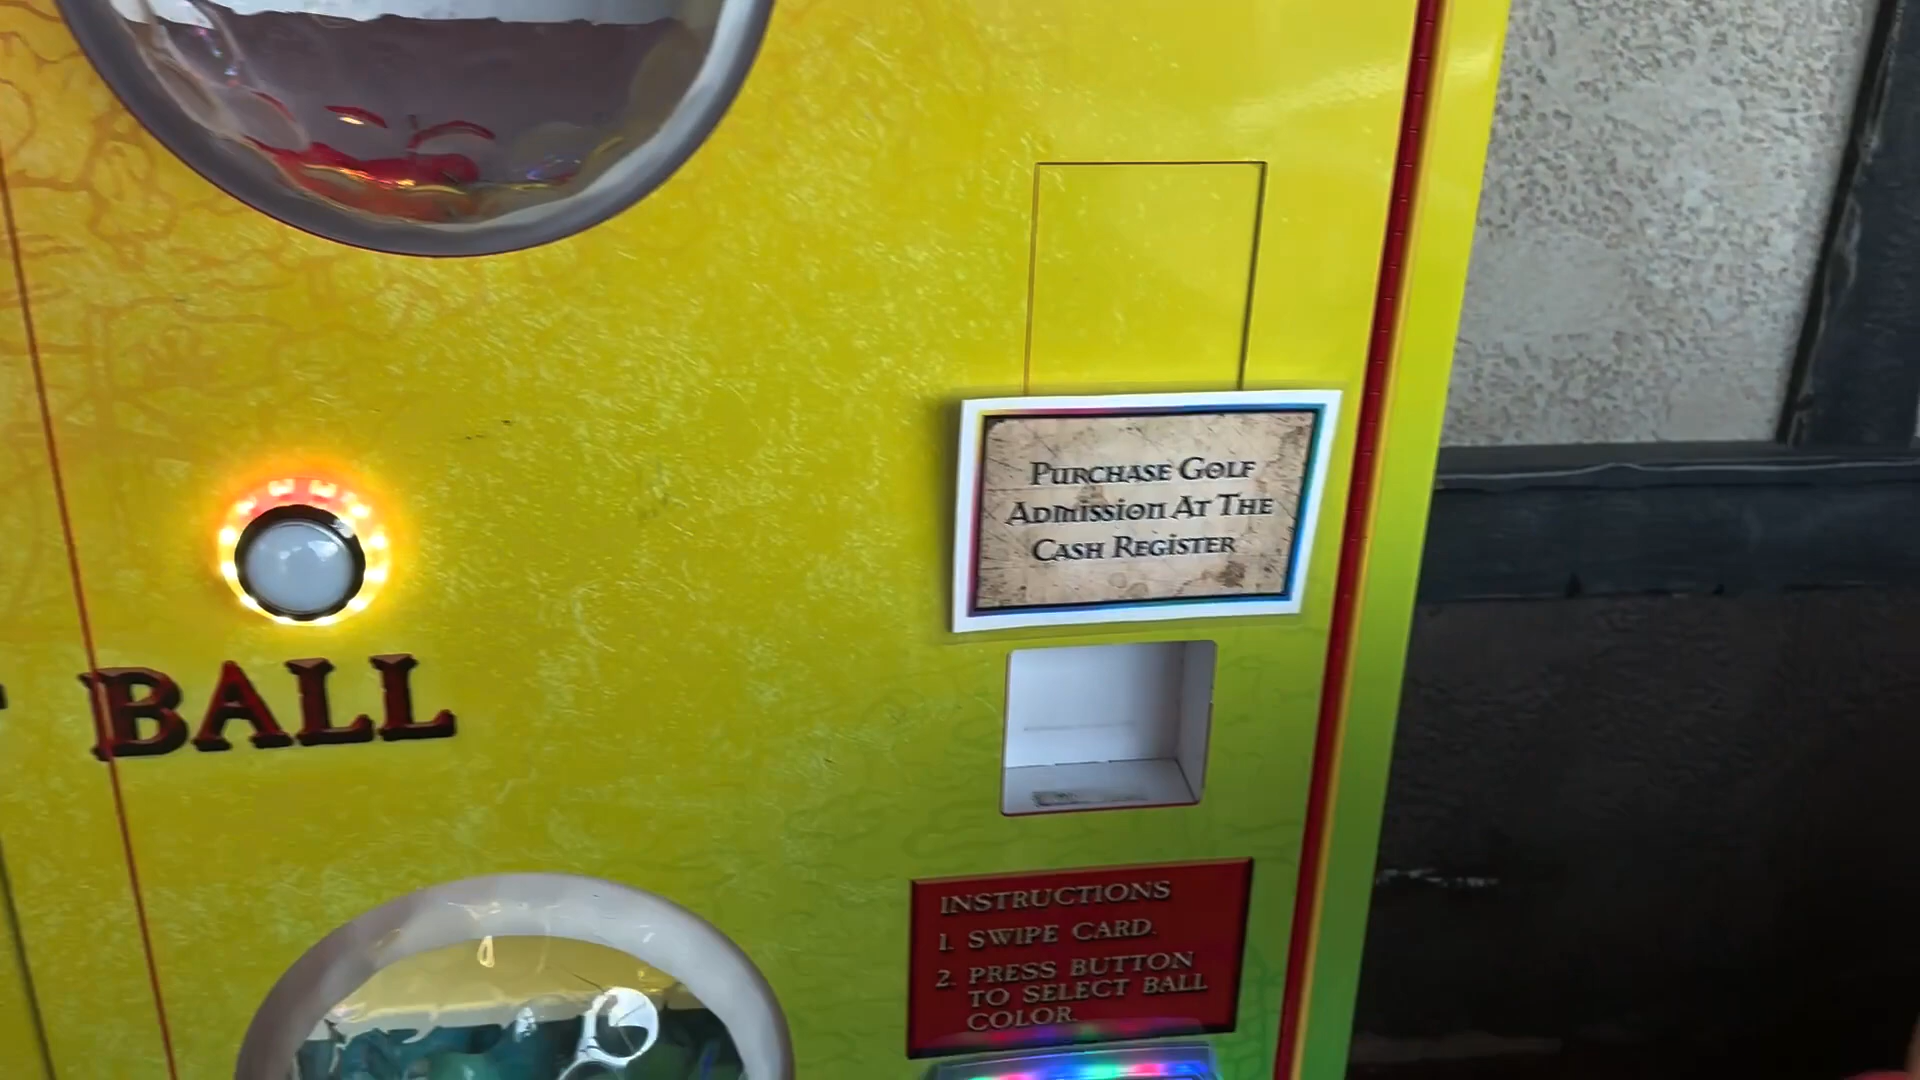 Purchase Golf
Admission At The
Cash Register
BALL
INSTRUCTIONS
1. SWIPE CARD.
2. PRESS BUTTON
TO SELECT BALL
COLOR.